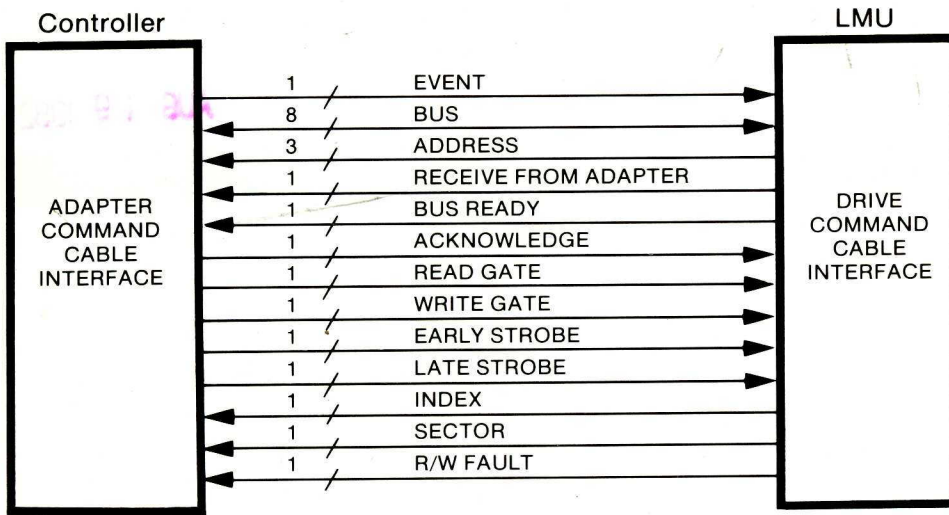 Controller
LMU
ADAPTER
COMMAND
CABLE
INTERFACE
1 EVENT
8 BUS
3 ADDRESS
1 RECEIVE FROM ADAPTER
1 BUS READY
1 ACKNOWLEDGE
1 READ GATE
1 WRITE GATE
1 EARLY STROBE
1 LATE STROBE
1 INDEX
1 SECTOR
1 R/W FAULT
DRIVE
COMMAND
CABLE
INTERFACE